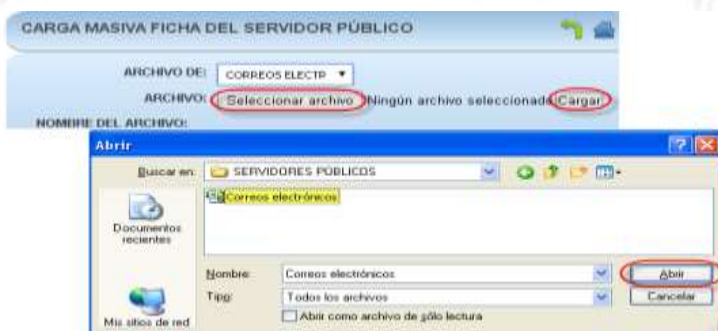 CARGA MASIVA FICHA DEL SERVIDOR PÚBLICO
ARCHIVO DE: CORREOS ELECTR
ARCHIVO: Seleccionar archivo Ningún archivo seleccionado Cargar
NOMBRE DEL ARCHIVO:
Abrir
Buscar en: SERVIDORES PÚBLICOS
Correos electrónicos
Documentos
recientes
Nombre: Correos electrónicos Abrir
Tipo: Todos los archivos Cancelar
Abrir como archivo de sólo lectura
Mis sitios de red